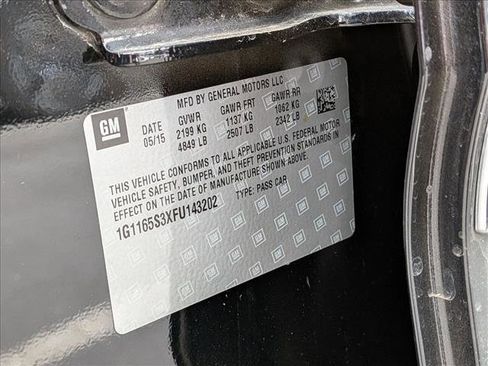 MFD BY GENERAL MOTORS LLC
GM DATE GVWR GAWR FRT GAWR RR
05/15 2199 KG 1137 KG 1062 KG
4849 LB 2507 LB 2342 LB
THIS VEHICLE CONFORMS TO ALL APPLICABLE U.S. FEDERAL MOTOR
VEHICLE SAFETY, BUMPER, AND THEFT PREVENTION STANDARDS IN
EFFECT ON THE DATE OF MANUFACTURE SHOWN ABOVE.
1G1165S3XFU143202 TYPE: PASS CAR